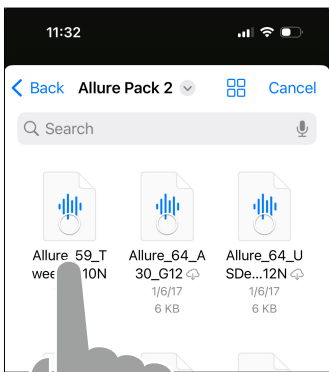 11:32
Back Allure Pack 2 Cancel
Search
Allure_59_T
Allure_64_A
Allure_64_U
10N
30_G12
SDe...12N
1/6/17
1/6/17
6 KB
6 KB